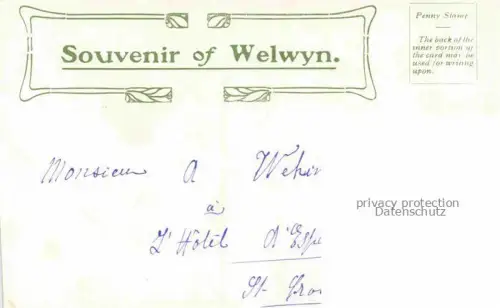 Souvenir of Welwyn.
Penny Stamp
The back of the
inner portion of
the card may be
used for writing
upon.
Monsieur A
à
L'Hôtel d'Esp
St.
privacy protection
Datenschutz